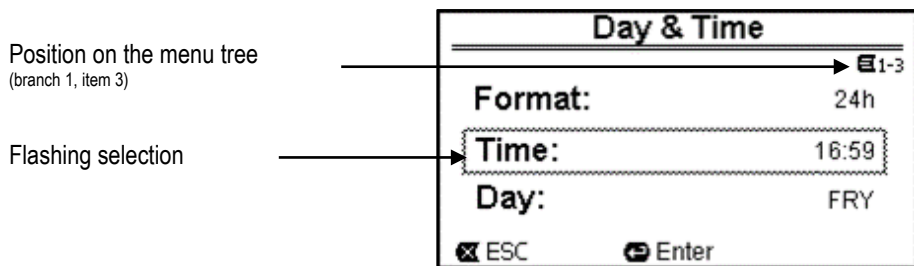 Day & Time
Position on the menu tree
(branch 1, item 3)
1-3
Format: 24h
Flashing selection
Time: 16:59
Day: FRY
ESC Enter